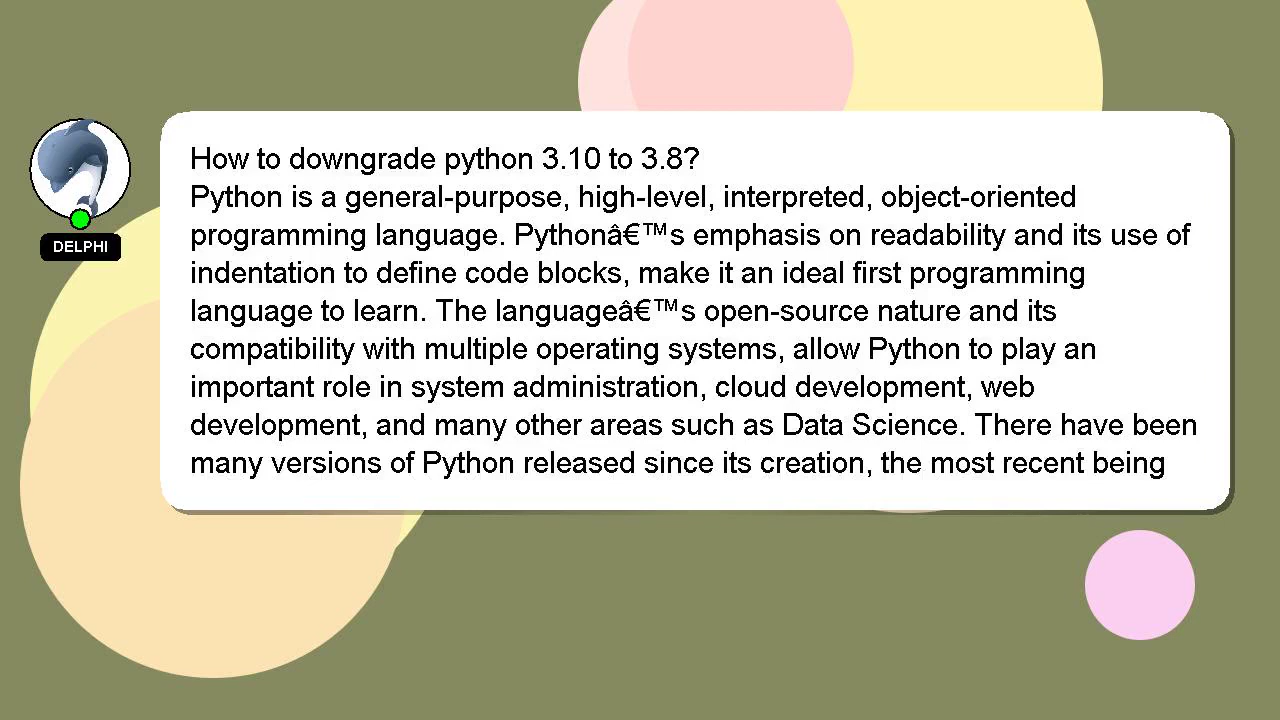 DELPHI
How to downgrade python 3.10 to 3.8?
Python is a general-purpose, high-level, interpreted, object-oriented
programming language. Pythonâ€™s emphasis on readability and its use of
indentation to define code blocks, make it an ideal first programming
language to learn. The languageâ€™s open-source nature and its
compatibility with multiple operating systems, allow Python to play an
important role in system administration, cloud development, web
development, and many other areas such as Data Science. There have been
many versions of Python released since its creation, the most recent being